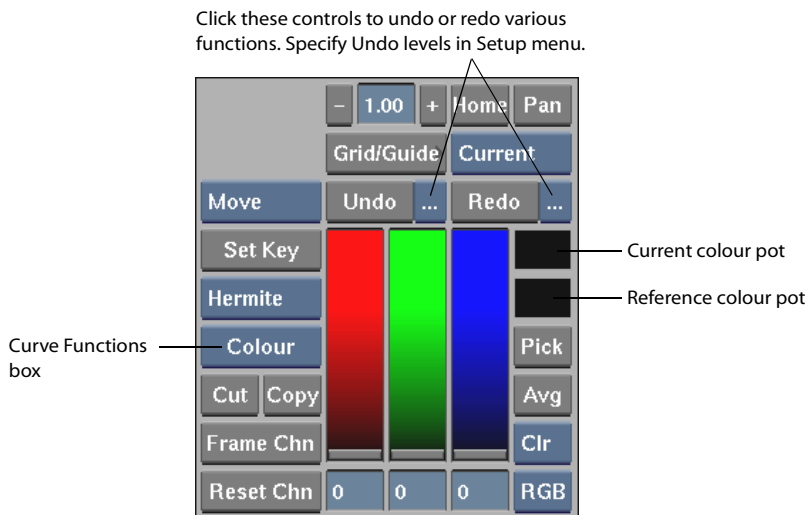 Click these controls to undo or redo various
functions. Specify Undo levels in Setup menu.
- 1.00 + Home Pan
Grid/Guide Current
Move Undo ... Redo ...
Set Key
Current colour pot
Hermite
Reference colour pot
Curve Functions
box
Colour Pick
Cut Copy Avg
Frame Chn Clr
Reset Chn 0 0 0 RGB